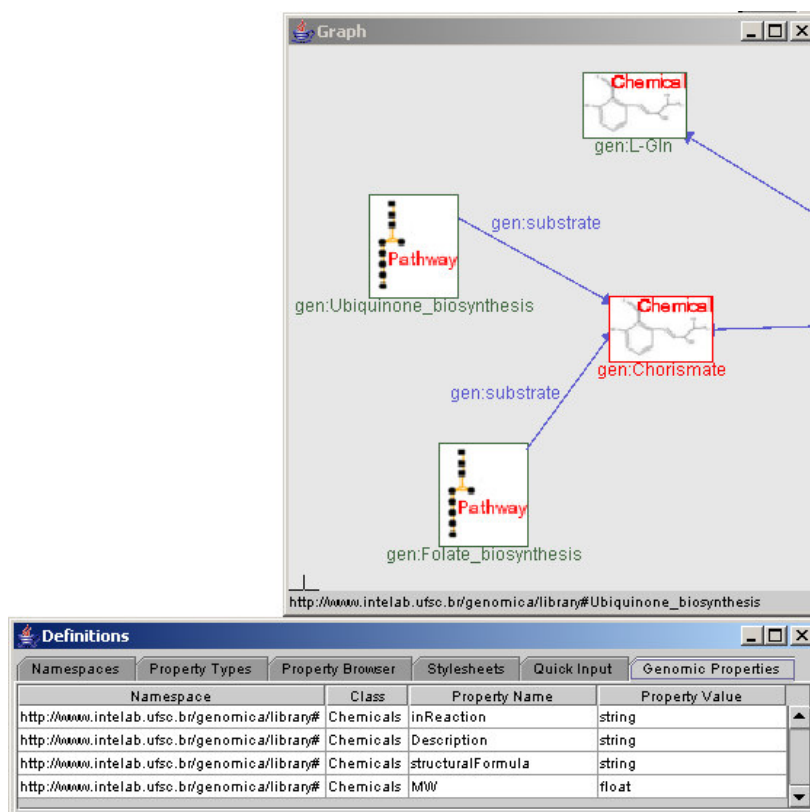 Graph
Chemical
gen:L-Gln
gen:substrate
Pathway
gen:Ubiquinone_biosynthesis
Chemical
gen:Chorismate
gen:substrate
Pathway
gen:Folate_biosynthesis
http://www.intelab.ufsc.br/genomica/library#Ubiquinone_biosynthesis
Definitions
Namespaces Property Types Property Browser Stylesheets Quick Input Genomic Properties
Namespace Class Property Name Property Value
http://www.intelab.ufsc.br/genomica/library# Chemicals inReaction string
http://www.intelab.ufsc.br/genomica/library# Chemicals Description string
http://www.intelab.ufsc.br/genomica/library# Chemicals structuralFormula string
http://www.intelab.ufsc.br/genomica/library# Chemicals MW float